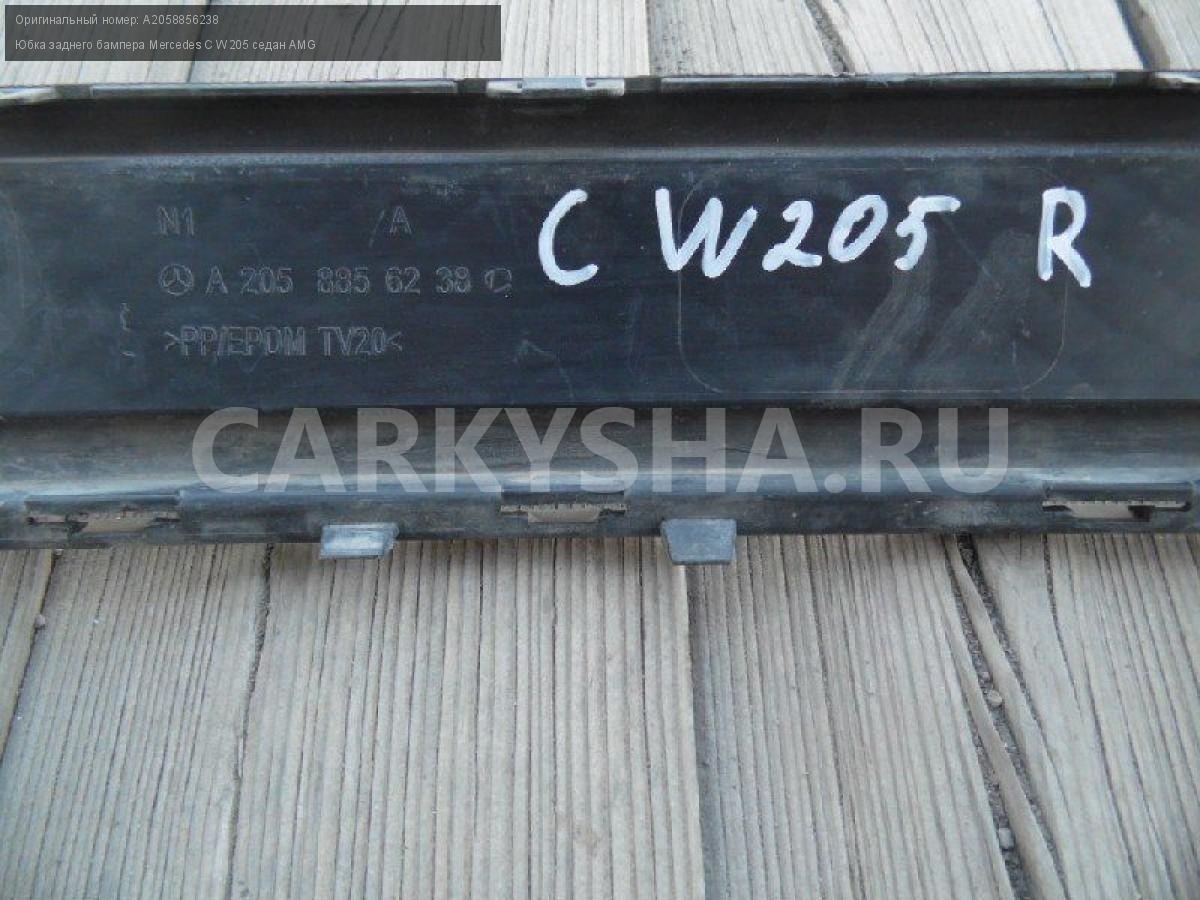 Оригинальный номер: A2058856238
Юбка заднего бампера Mercedes C W205 седан AMG
N1 /A
C W205 R
A 205 885 62 38
>PP/EPDM TV20<
CARKYSHA.RU